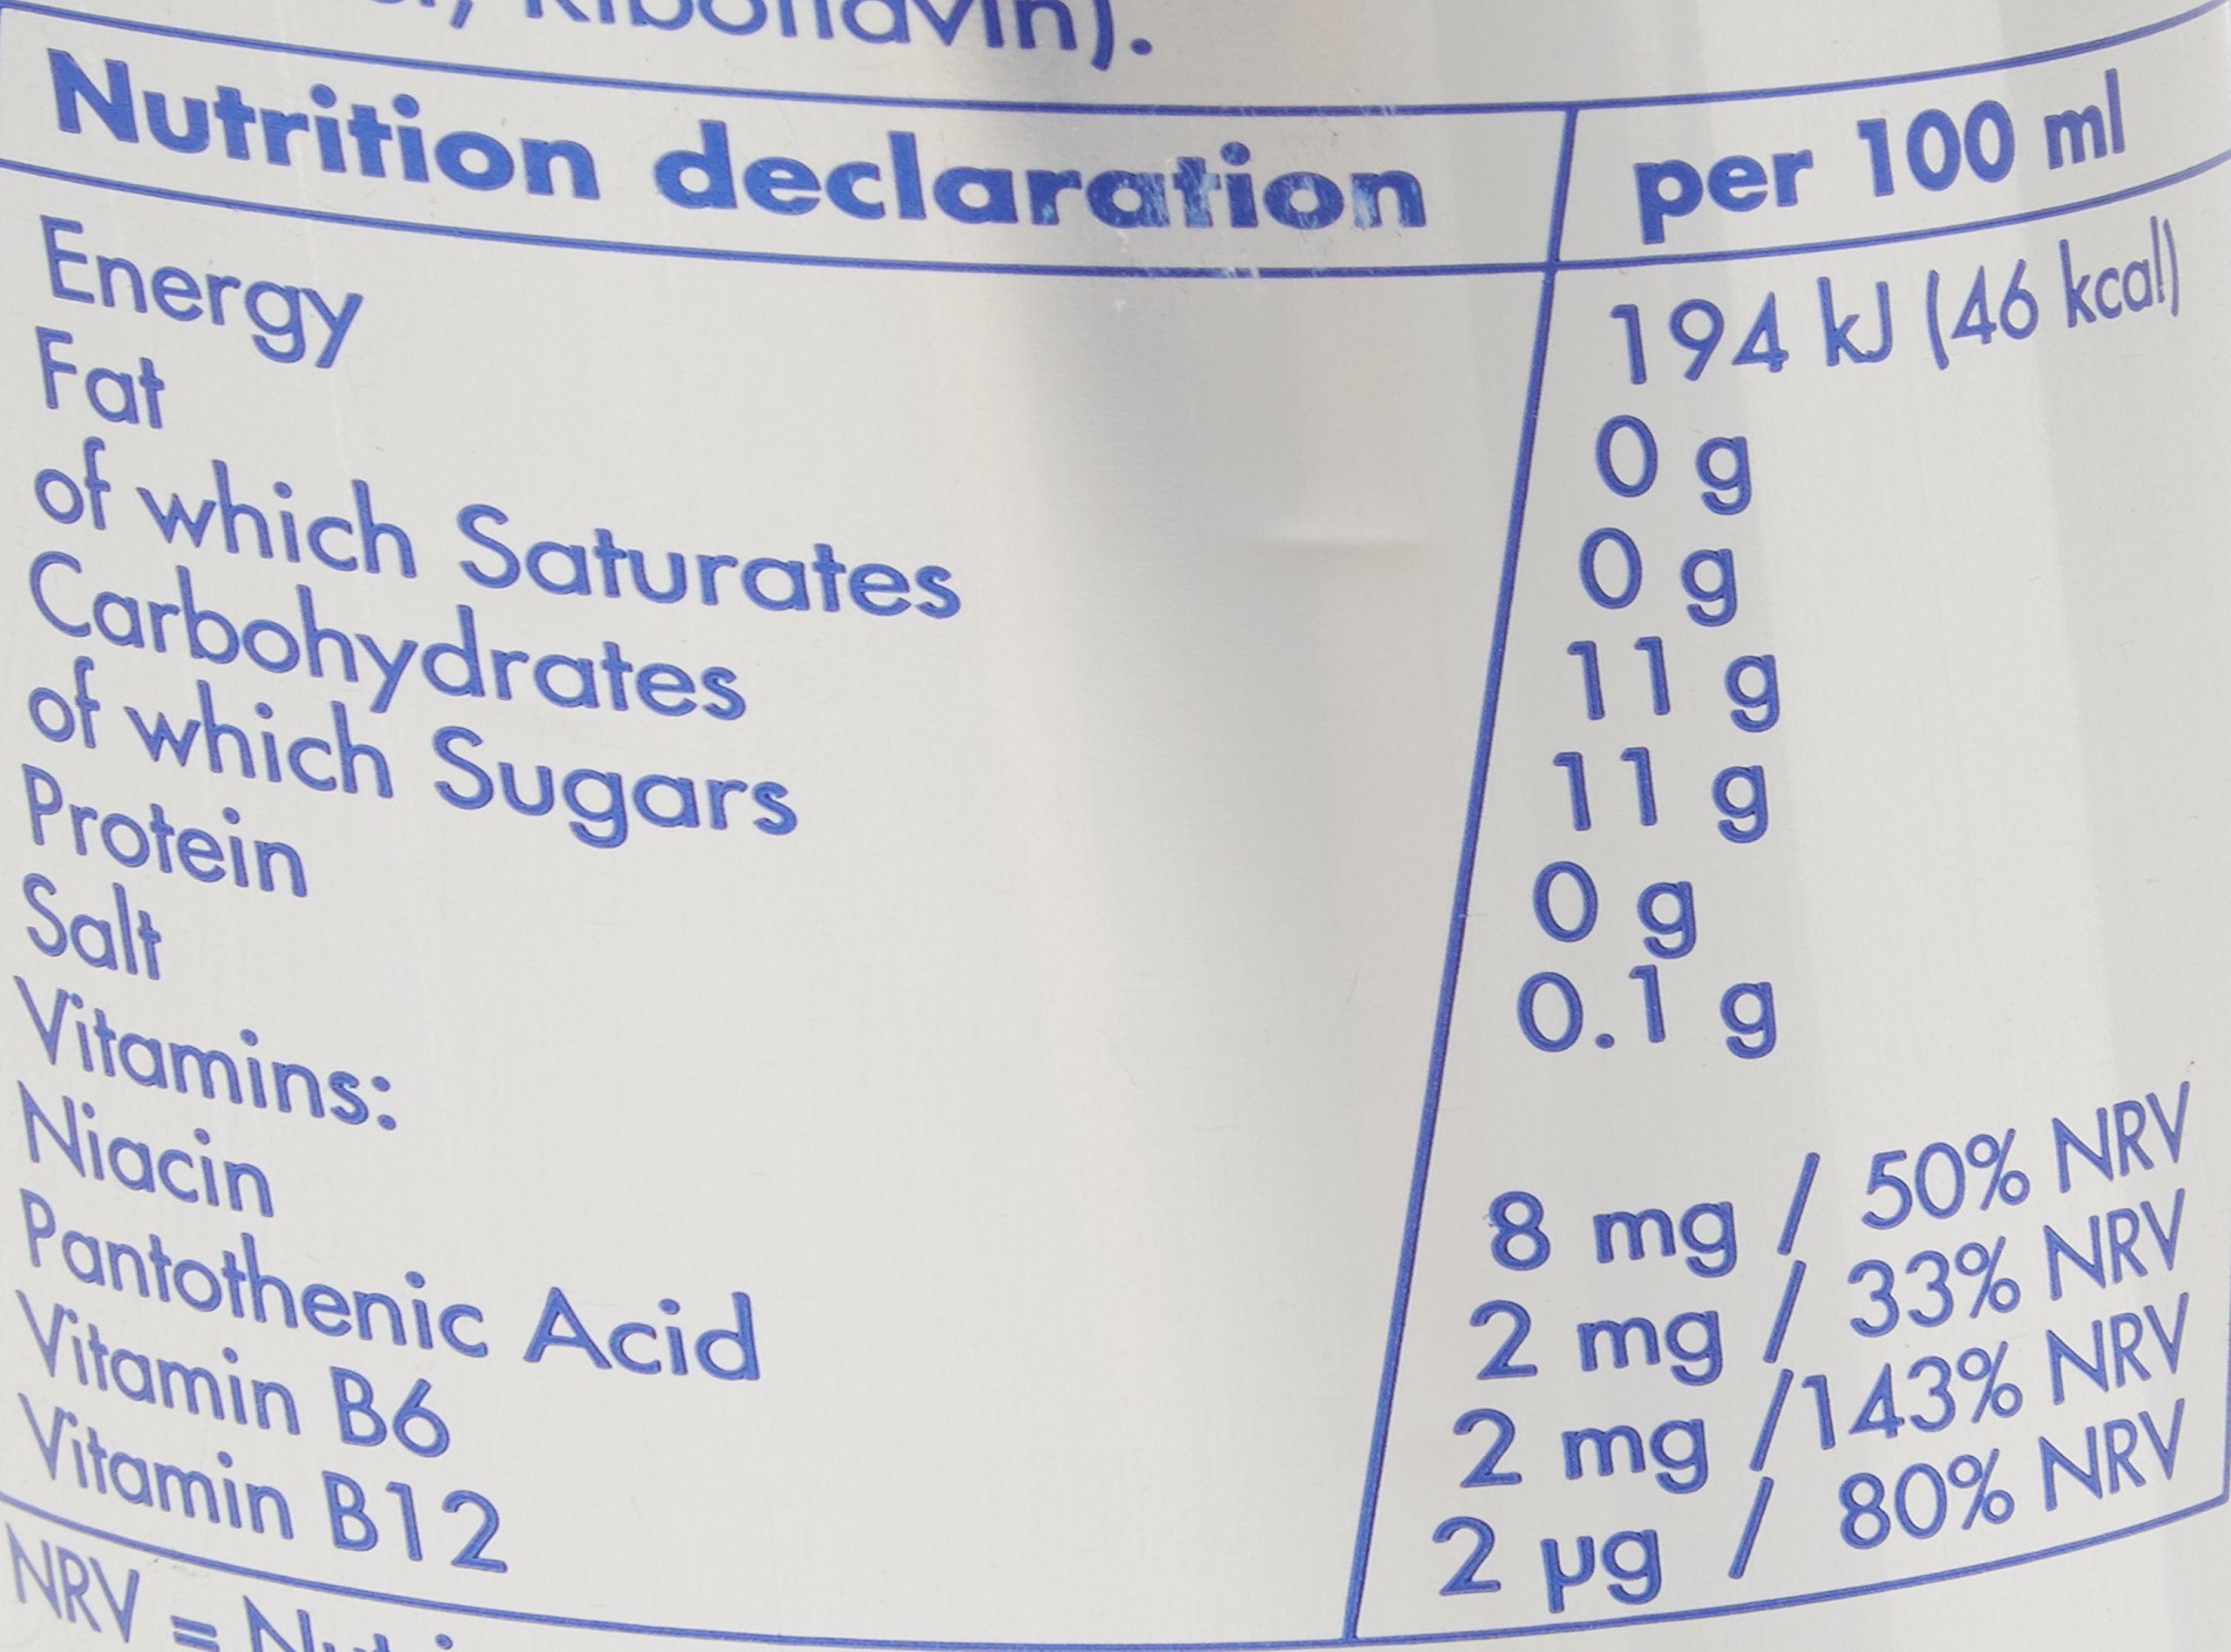 Riboflavin).
Nutrition declaration per 100 ml
Energy 194 kJ (46 kcal)
Fat 0 g
of which Saturates 0 g
Carbohydrates 11 g
of which Sugars 11 g
Protein 0 g
Salt 0.1 g
Vitamins:
Niacin 8 mg / 50% NRV
Pantothenic Acid 2 mg / 33% NRV
Vitamin B6 2 mg /143% NRV
Vitamin B12 2 µg / 80% NRV
NRV =